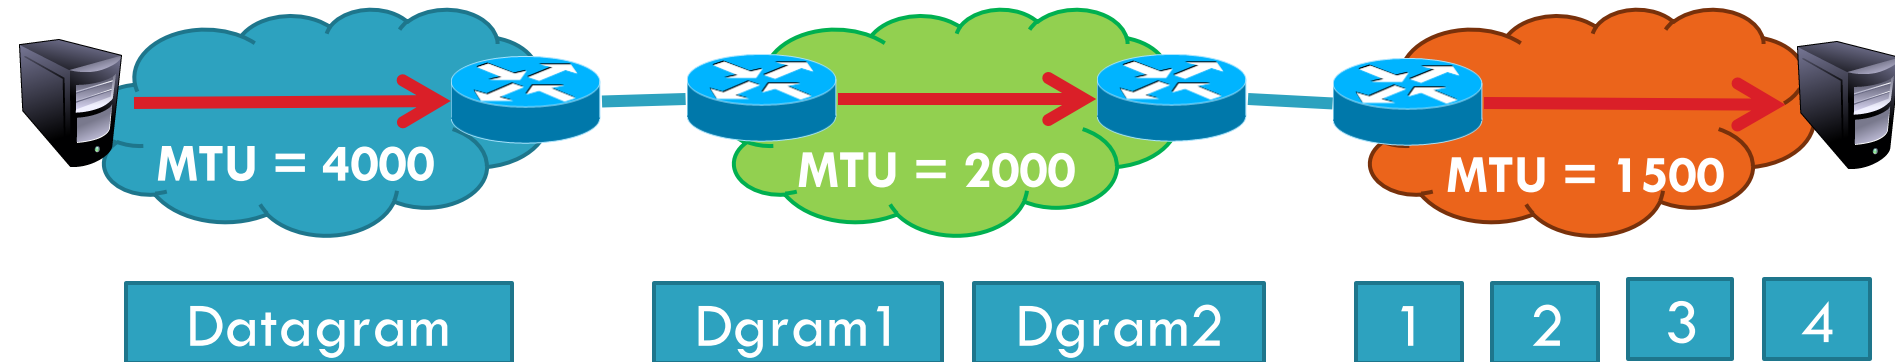 MTU = 4000
MTU = 2000
MTU = 1500
Datagram
Dgram1
Dgram2
1
2
3
4